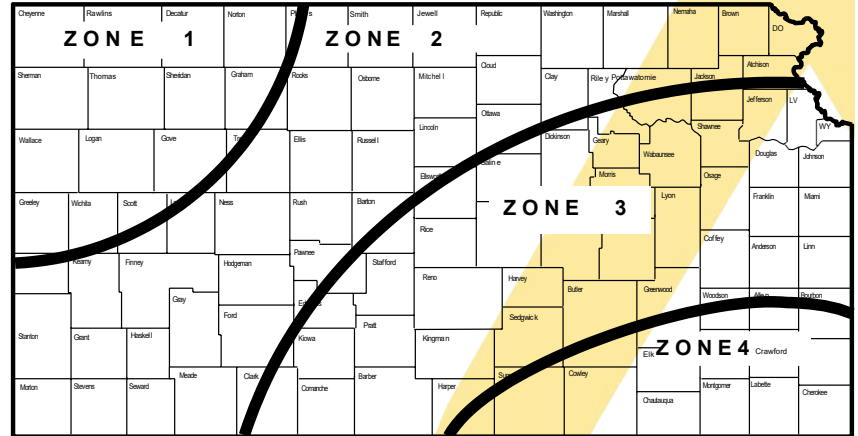 Cheyenne Rawlins Decatur Norton Smith Jewell Republic Washington Marshall Nemaha Brown
DO
ZONE 1 ZONE 2
Sherman Thomas Sheridan Graham Rooks Osborne Mitchell Cloud Clay Riley Pottawatomie Jackson Atchison
Jefferson LV
Wallace Logan Gove Ellis Russell Lincoln Ottawa Dickinson Geary Wabaunsee Shawnee Douglas Johnson WY
Greeley Wichita Scott Ness Rush Barton Morris Lyon Osage Franklin Miami
ZONE 3
Kearny Finney Hodgeman Pawnee Stafford Rice Coffey Anderson Linn
Gray Ford Reno Harvey Butler Greenwood Woodson Bourbon
Stanton Grant Haskell Kiowa Pratt Kingman Sedgwick
Elk ZONE4 Crawford
Morton Stevens Seward Meade Clark Comanche Barber Harper Cowley Chautauqua Montgomer Labette Cherokee